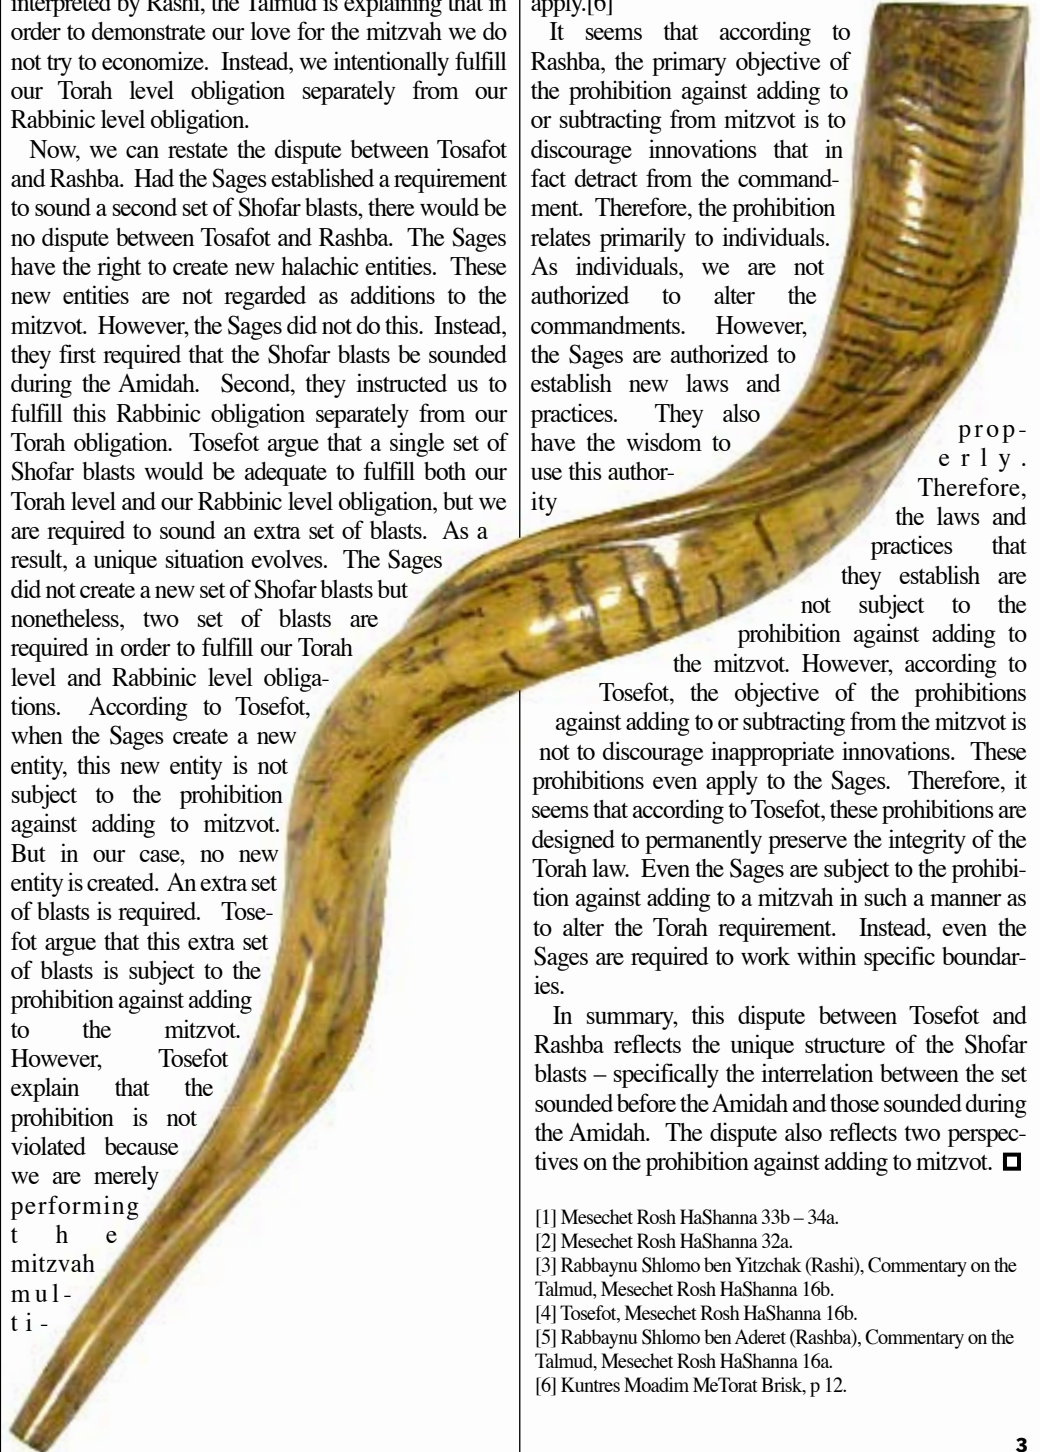 interpreted by Rashi, the Talmud is explaining that in
order to demonstrate our love for the mitzvah we do
not try to economize. Instead, we intentionally fulfill
our Torah level obligation separately from our
Rabbinic level obligation.
Now, we can restate the dispute between Tosafot
and Rashba. Had the Sages established a requirement
to sound a second set of Shofar blasts, there would be
no dispute between Tosafot and Rashba. The Sages
have the right to create new halachic entities. These
new entities are not regarded as additions to the
mitzvot. However, the Sages did not do this. Instead,
they first required that the Shofar blasts be sounded
during the Amidah. Second, they instructed us to
fulfill this Rabbinic obligation separately from our
Torah obligation. Tosefot argue that a single set of
Shofar blasts would be adequate to fulfill both our
Torah level and our Rabbinic level obligation, but we
are required to sound an extra set of blasts. As a
result, a unique situation evolves. The Sages
did not create a new set of Shofar blasts but
nonetheless, two set of blasts are
required in order to fulfill our Torah
level and Rabbinic level obliga-
tions. According to Tosefot,
when the Sages create a new
entity, this new entity is not
subject to the prohibition
against adding to mitzvot.
But in our case, no new
entity is created. An extra set
of blasts is required. Tose-
fot argue that this extra set
of blasts is subject to the
prohibition against adding
to the mitzvot.
However, Tosefot
explain that the
prohibition is not
violated because
we are merely
performing
the
mitzvah
mul-
ti-
apply.[6]
It seems that according to
Rashba, the primary objective of
the prohibition against adding to
or subtracting from mitzvot is to
discourage innovations that in
fact detract from the command-
ment. Therefore, the prohibition
relates primarily to individuals.
As individuals, we are not
authorized to alter the
commandments. However,
the Sages are authorized to
establish new laws and
practices. They also
have the wisdom to
use this author-
ity
prop-
erly.
Therefore,
the laws and
practices that
they establish are
not subject to the
prohibition against adding to
the mitzvot. However, according to
Tosefot, the objective of the prohibitions
against adding to or subtracting from the mitzvot is
not to discourage inappropriate innovations. These
prohibitions even apply to the Sages. Therefore, it
seems that according to Tosefot, these prohibitions are
designed to permanently preserve the integrity of the
Torah law. Even the Sages are subject to the prohibi-
tion against adding to a mitzvah in such a manner as
to alter the Torah requirement. Instead, even the
Sages are required to work within specific boundar-
ies.
In summary, this dispute between Tosefot and
Rashba reflects the unique structure of the Shofar
blasts – specifically the interrelation between the set
sounded before the Amidah and those sounded during
the Amidah. The dispute also reflects two perspec-
tives on the prohibition against adding to mitzvot.
[1] Mesechet Rosh HaShanna 33b – 34a.
[2] Mesechet Rosh HaShanna 32a.
[3] Rabbaynu Shlomo ben Yitzchak (Rashi), Commentary on the
Talmud, Mesechet Rosh HaShanna 16b.
[4] Tosefot, Mesechet Rosh HaShanna 16b.
[5] Rabbaynu Shlomo ben Aderet (Rashba), Commentary on the
Talmud, Mesechet Rosh HaShanna 16a.
[6] Kuntres Moadim MeTorat Brisk, p 12.
3